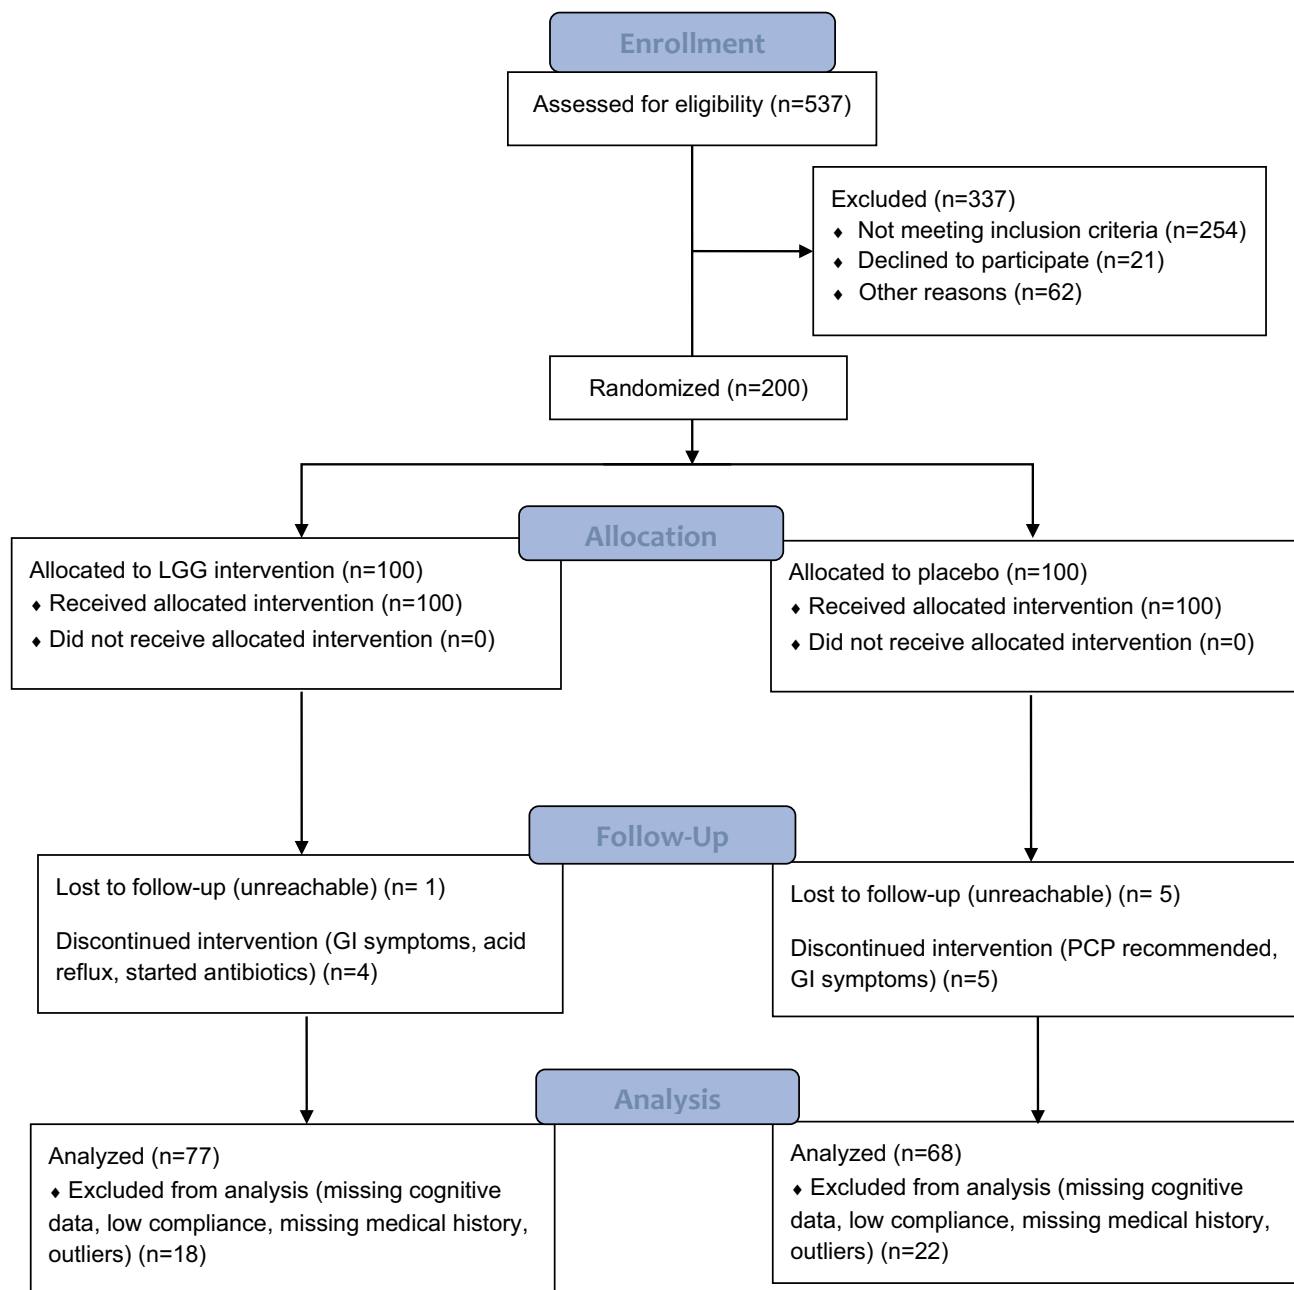 Enrollment
Assessed for eligibility (n=537)
Excluded (n=337)
♦ Not meeting inclusion criteria (n=254)
♦ Declined to participate (n=21)
♦ Other reasons (n=62)
Randomized (n=200)
Allocation
Allocated to LGG intervention (n=100)
♦ Received allocated intervention (n=100)
♦ Did not receive allocated intervention (n=0)
Allocated to placebo (n=100)
♦ Received allocated intervention (n=100)
♦ Did not receive allocated intervention (n=0)
Follow-Up
Lost to follow-up (unreachable) (n= 1)
Discontinued intervention (GI symptoms, acid
reflux, started antibiotics) (n=4)
Lost to follow-up (unreachable) (n= 5)
Discontinued intervention (PCP recommended,
GI symptoms) (n=5)
Analysis
Analyzed (n=77)
♦ Excluded from analysis (missing cognitive
data, low compliance, missing medical history,
outliers) (n=18)
Analyzed (n=68)
♦ Excluded from analysis (missing cognitive
data, low compliance, missing medical history,
outliers) (n=22)